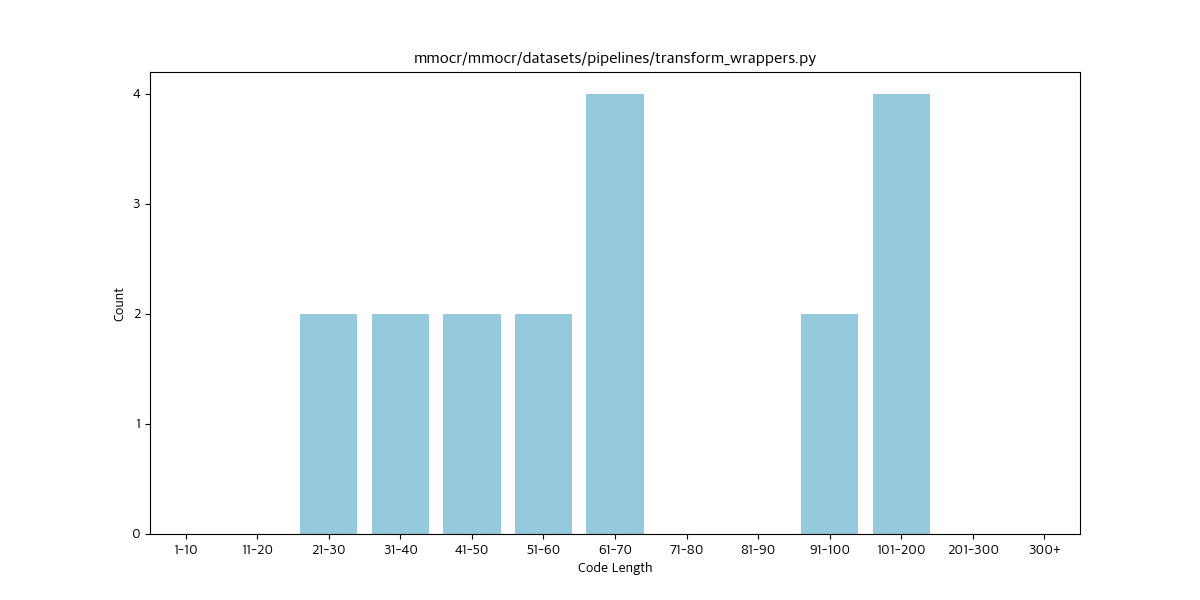 mmocr/mmocr/datasets/pipelines/transform_wrappers.py
4
3
2
1
0
Count
1-10 11-20 21-30 31-40 41-50 51-60 61-70 71-80 81-90 91-100 101-200 201-300 300+
Code Length